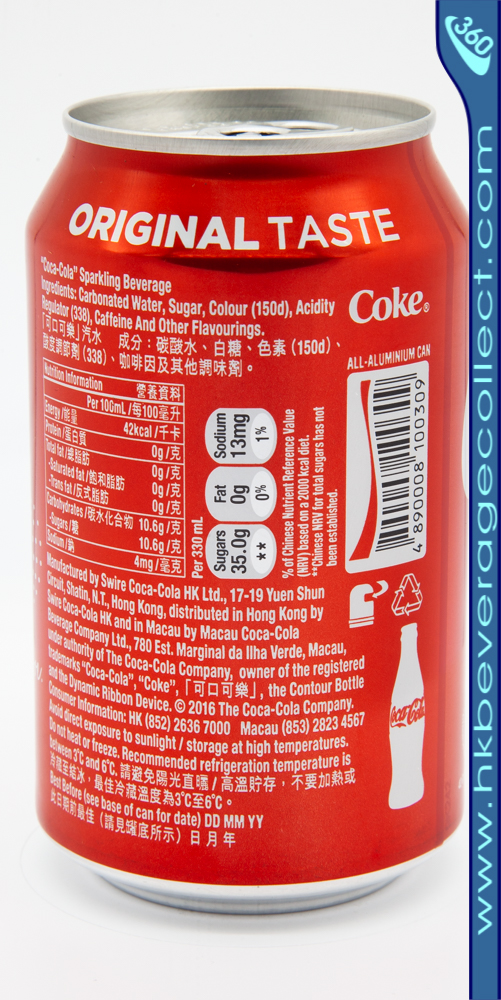 360
www.hkbeveragecollect.com
ORIGINAL TASTE
"Coca-Cola" Sparkling Beverage
Ingredients: Carbonated Water, Sugar, Colour (150d), Acidity
Regulator (338), Caffeine And Other Flavourings.
「可口可樂」汽水 成分：碳酸水、白糖、色素（150d）、
酸度調節劑（338）、咖啡因及其他調味劑。
Coke®
ALL-ALUMINIUM CAN
4 890008 100309
Nutrition Information 營養資料
Per 100mL/每100毫升
Energy/能量 42kcal/千卡
Protein/蛋白質 0g/克
Total fat/總脂肪 0g/克
-Saturated fat/飽和脂肪 0g/克
-Trans fat/反式脂肪 0g/克
Carbohydrates/碳水化合物 10.6g/克
-Sugars/糖 10.6g/克
Sodium/鈉 4mg/毫克
Per 330 mL
Sugars 35.0g **
Fat 0g 0%
Sodium 13mg 1%
% of Chinese Nutrient Reference Value
(NRV) based on a 2000 kcal diet.
**Chinese NRV for total sugars has not
been established.
Manufactured by Swire Coca-Cola HK Ltd., 17-19 Yuen Shun
Circuit, Shatin, N.T., Hong Kong, distributed in Hong Kong by
Swire Coca-Cola HK and in Macau by Macau Coca-Cola
Beverage Company Ltd., 780 Est. Marginal da Ilha Verde, Macau,
under authority of The Coca-Cola Company, owner of the registered
trademarks "Coca-Cola", "Coke", 「可口可樂」, the Contour Bottle
and the Dynamic Ribbon Device. © 2016 The Coca-Cola Company.
Consumer Information: HK (852) 2636 7000 Macau (853) 2823 4567
Avoid direct exposure to sunlight / storage at high temperatures.
Do not heat or freeze. Recommended refrigeration temperature is
between 3°C and 6°C. 請避免陽光直曬/高溫貯存，不要加熱或
冷藏至結冰，最佳冷藏溫度為3°C至6°C。
Best Before (see base of can for date) DD MM YY
此日期前最佳（請見罐底所示）日月年
Coca-Cola